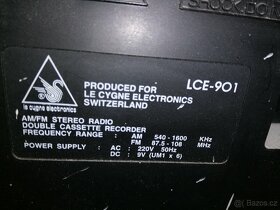 SHOCK
LCE-901
PRODUCED FOR
LE CYGNE ELECTRONICS
SWITZERLAND
le cygne electronics
AM/FM STEREO RADIO
DOUBLE CASSETTE RECORDER
FREQUENCY RANGE : AM 540 - 1600 KHz
FM 87.5 - 108 MHz
POWER SUPPLY : AC : 220V 50Hz
DC : 9V (UM1 x 6)
Bazoš.cz